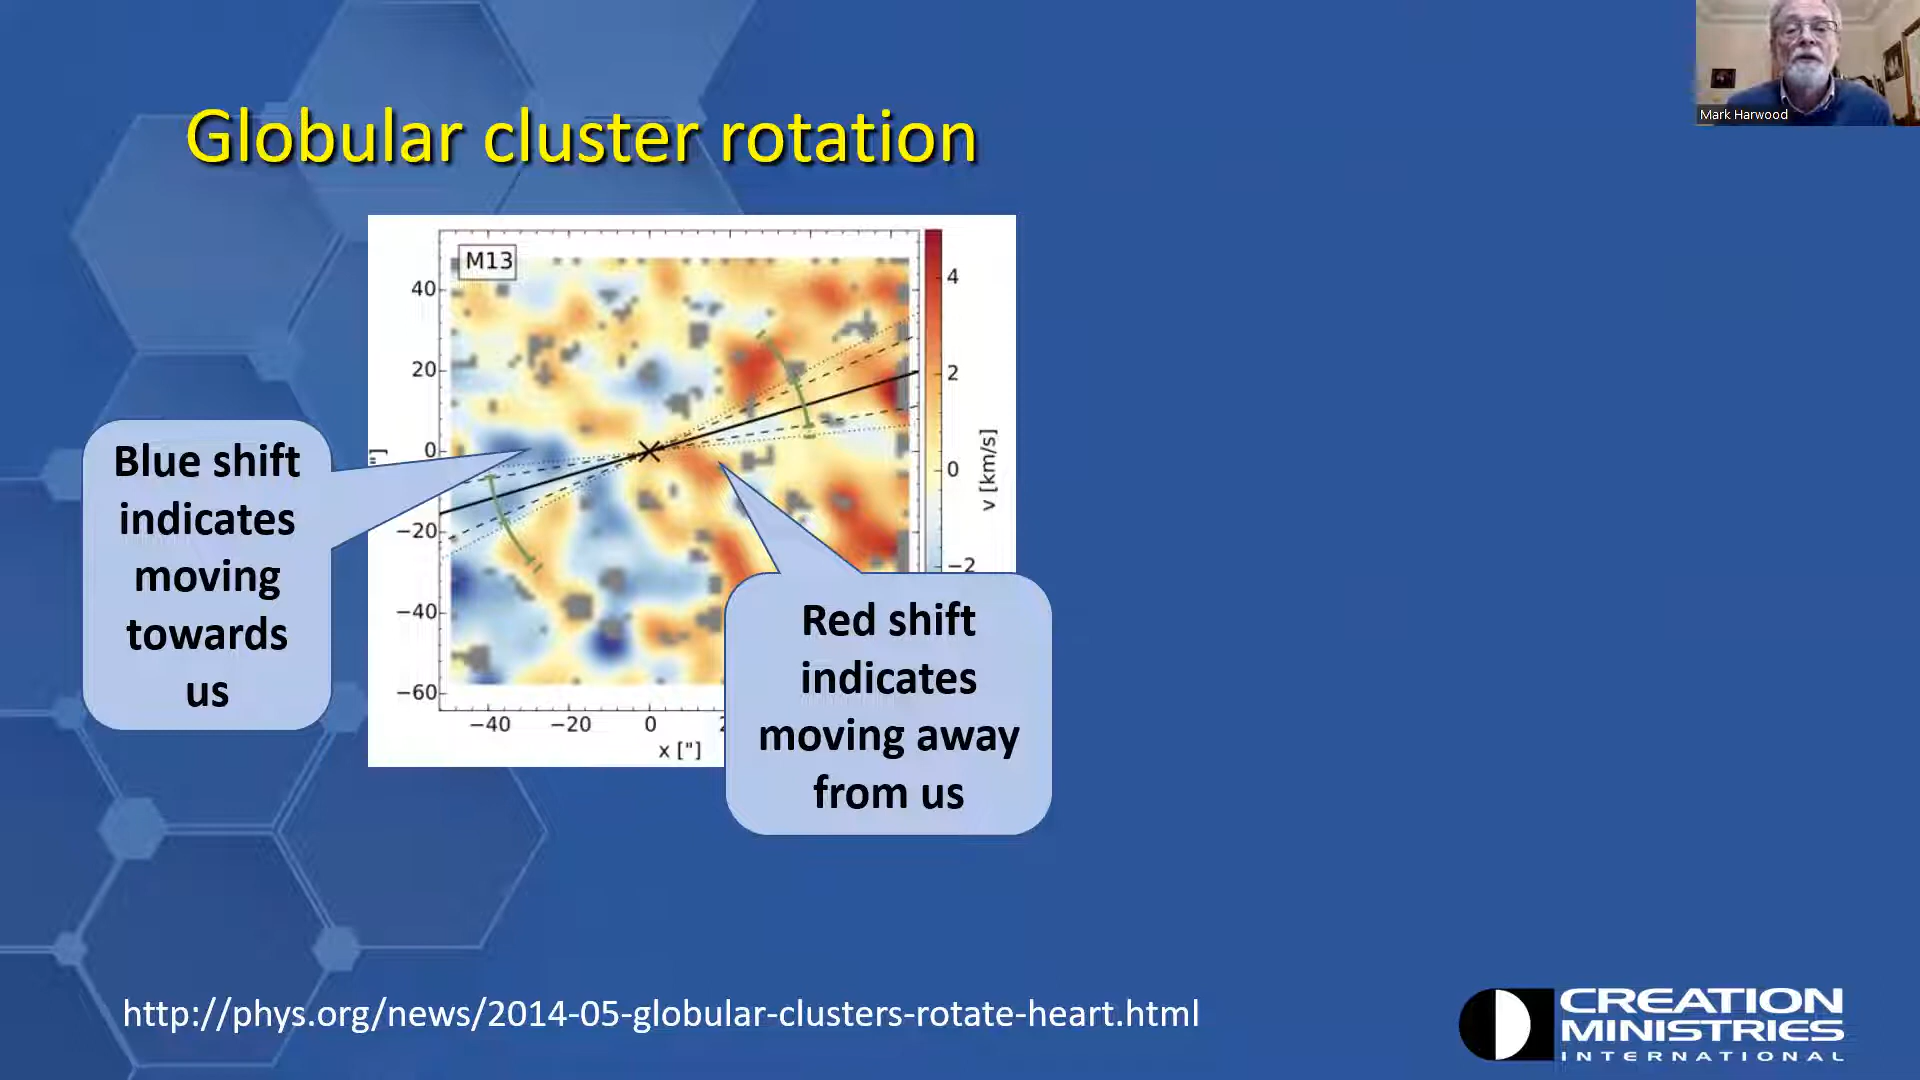 Mark Harwood
Globular cluster rotation
M13
40
20
0
−20
−40
−60
−40
−20
0
x ["]
"]
4
2
0
−2
v [km/s]
Blue shift
indicates
moving
towards
us
Red shift
indicates
moving away
from us
http://phys.org/news/2014-05-globular-clusters-rotate-heart.html
CREATION
MINISTRIES
INTERNATIONAL